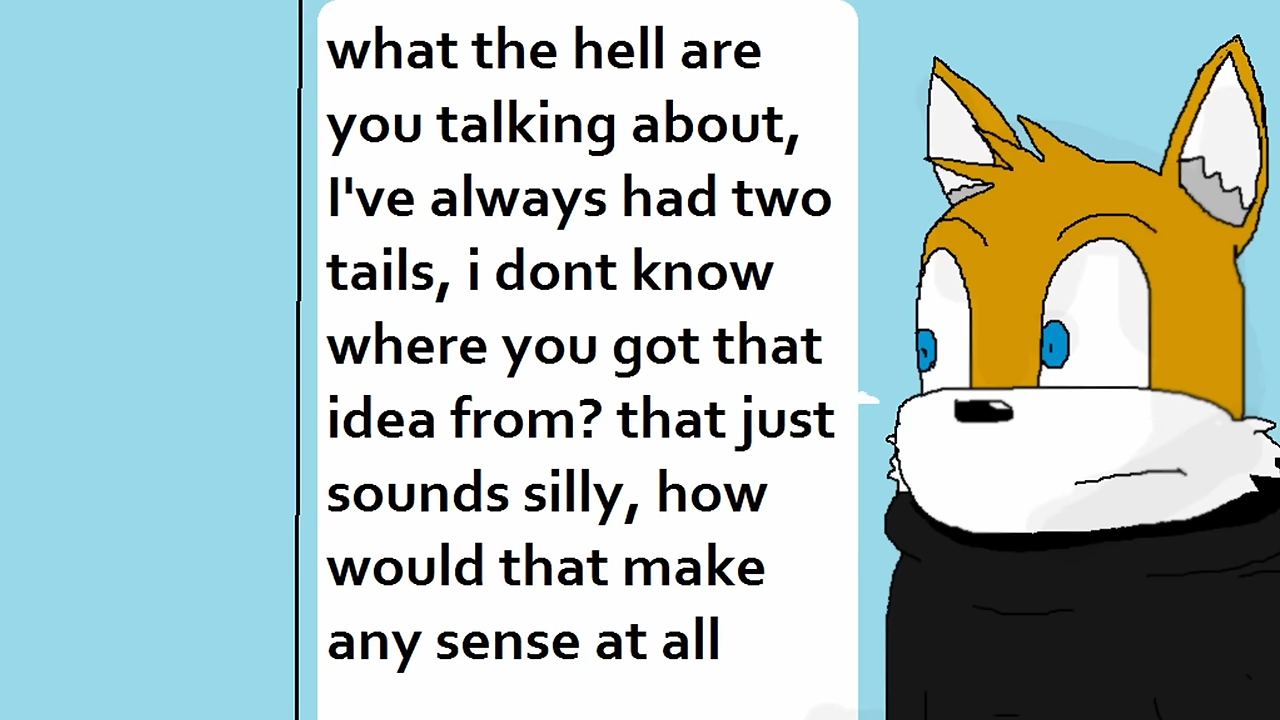 what the hell are
you talking about,
I've always had two
tails, i dont know
where you got that
idea from? that just
sounds silly, how
would that make
any sense at all